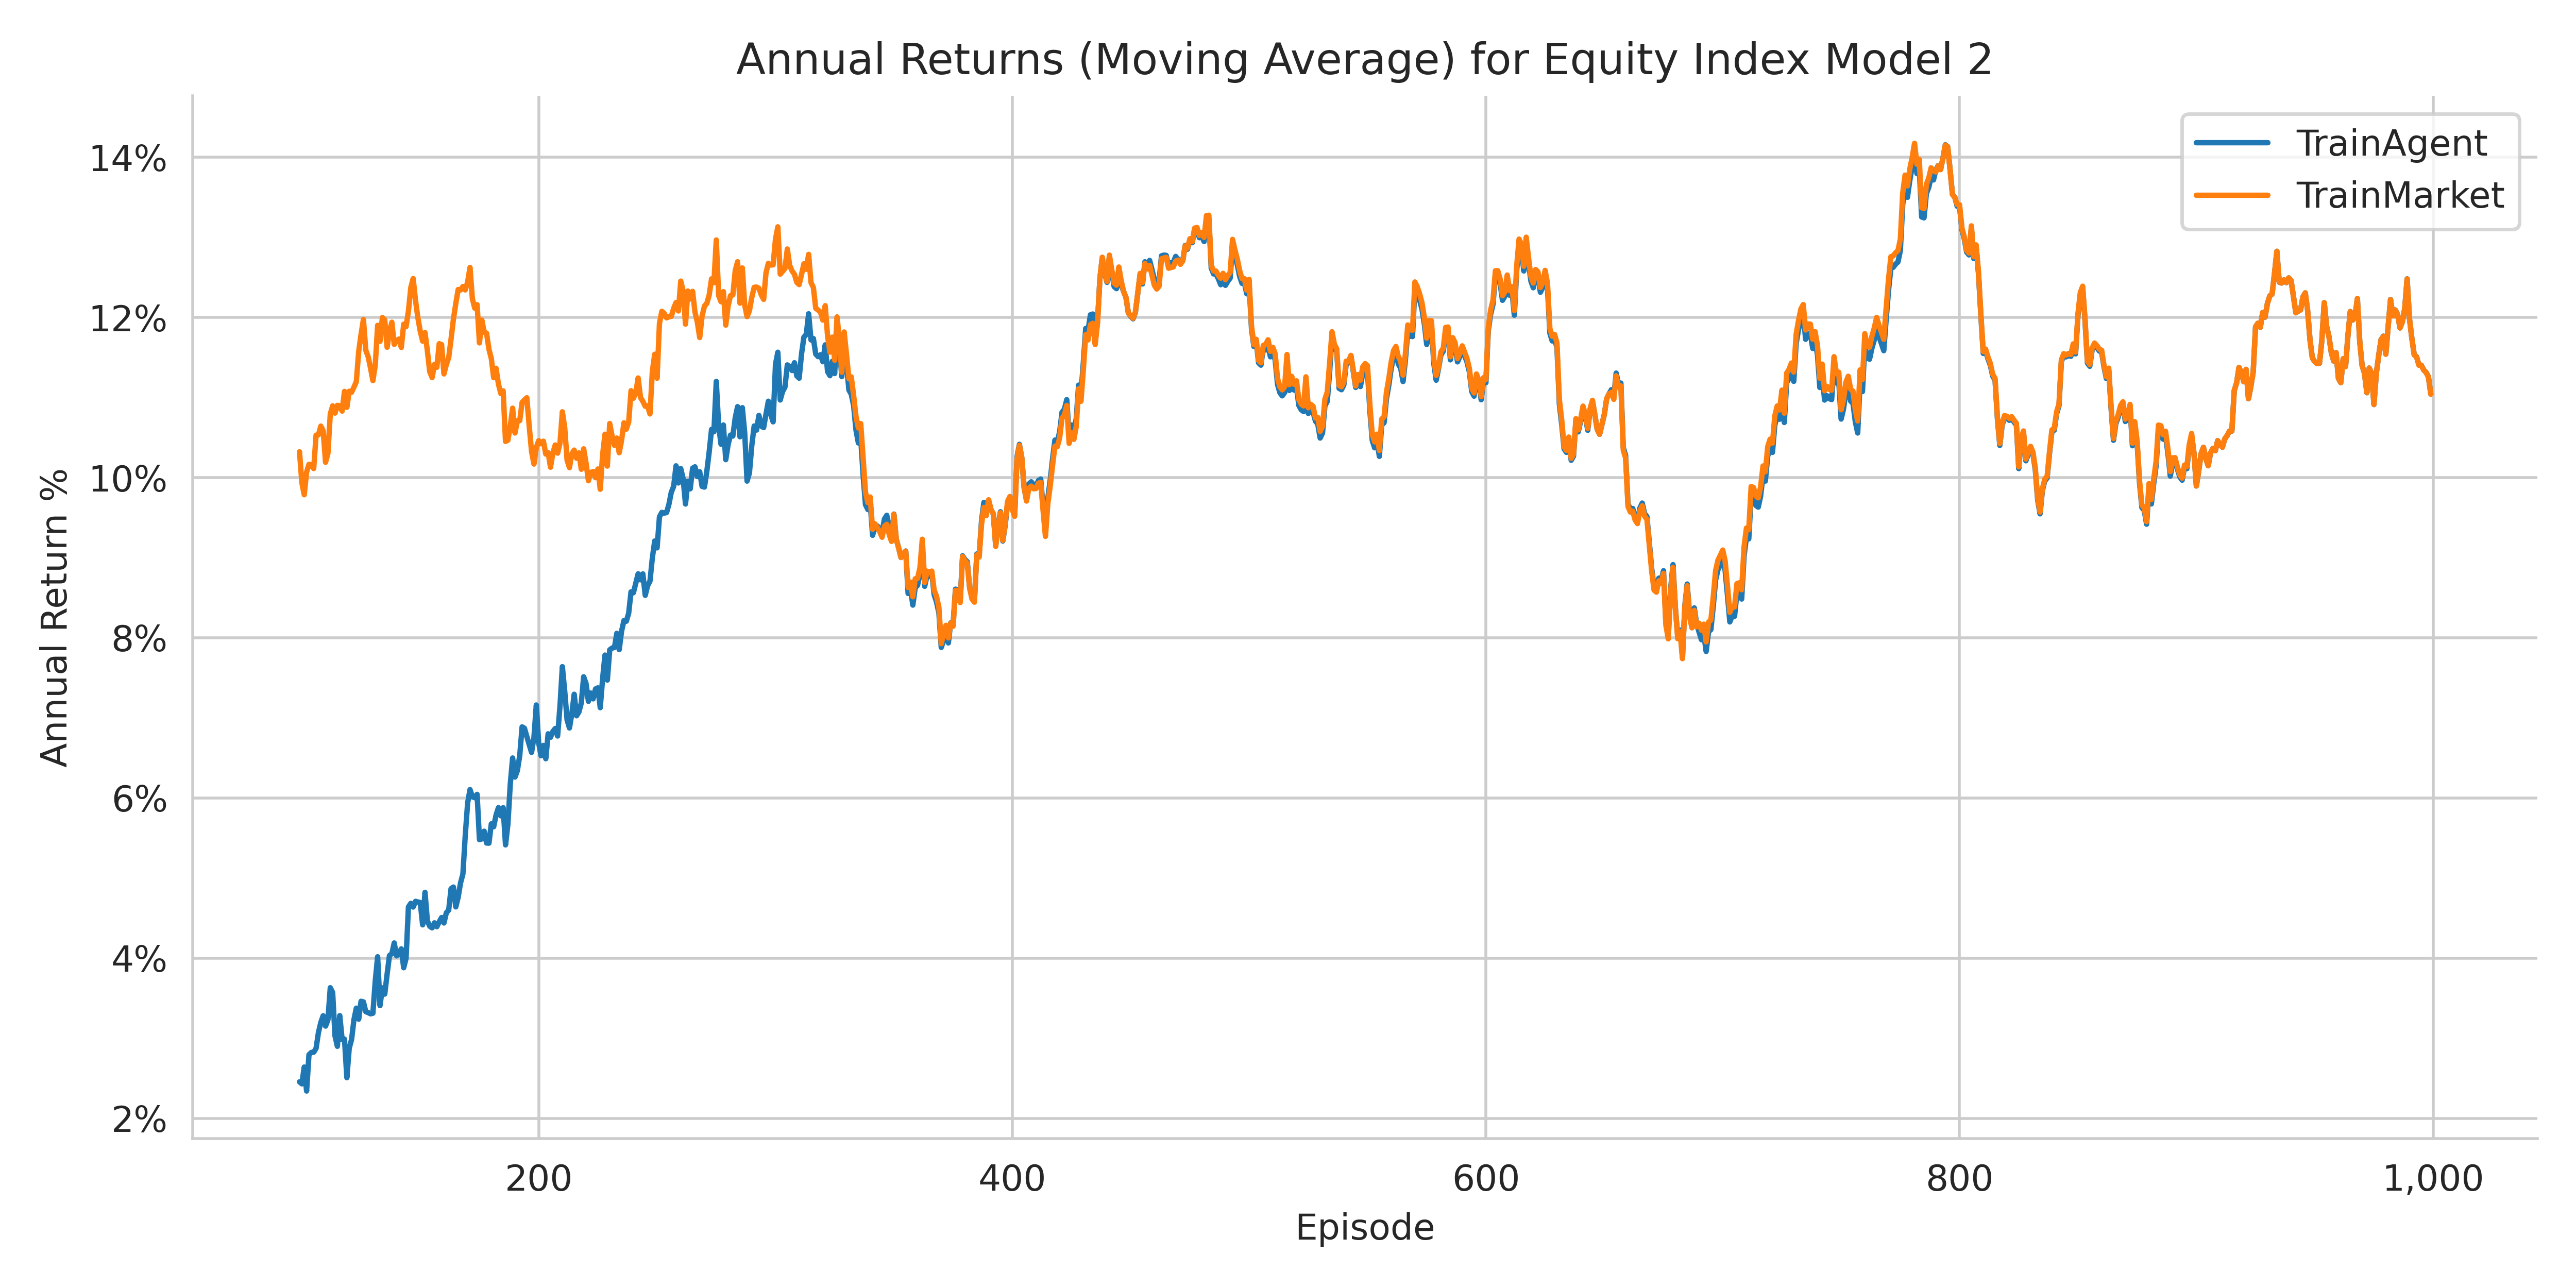 Annual Returns (Moving Average) for Equity Index Model 2
TrainAgent
TrainMarket
14%
12%
10%
8%
6%
4%
2%
Annual Return %
200
400
600
800
1,000
Episode